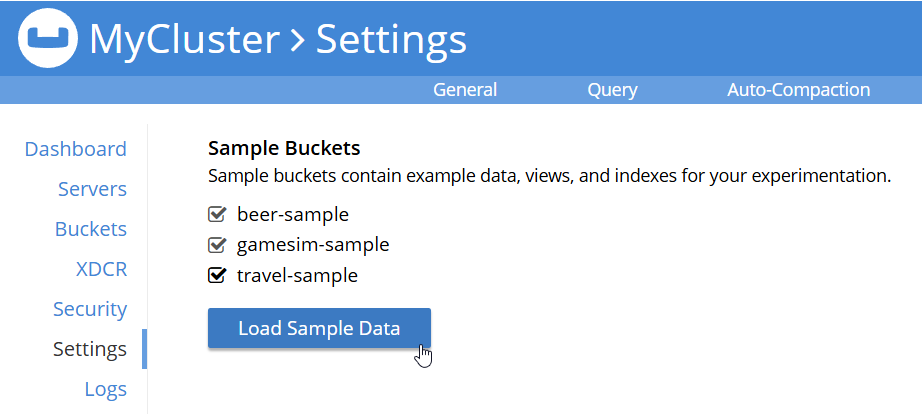 MyCluster > Settings
General Query Auto-Compaction
Dashboard
Servers
Buckets
XDCR
Security
Settings
Logs
Sample Buckets
Sample buckets contain example data, views, and indexes for your experimentation.
beer-sample
gamesim-sample
travel-sample
Load Sample Data